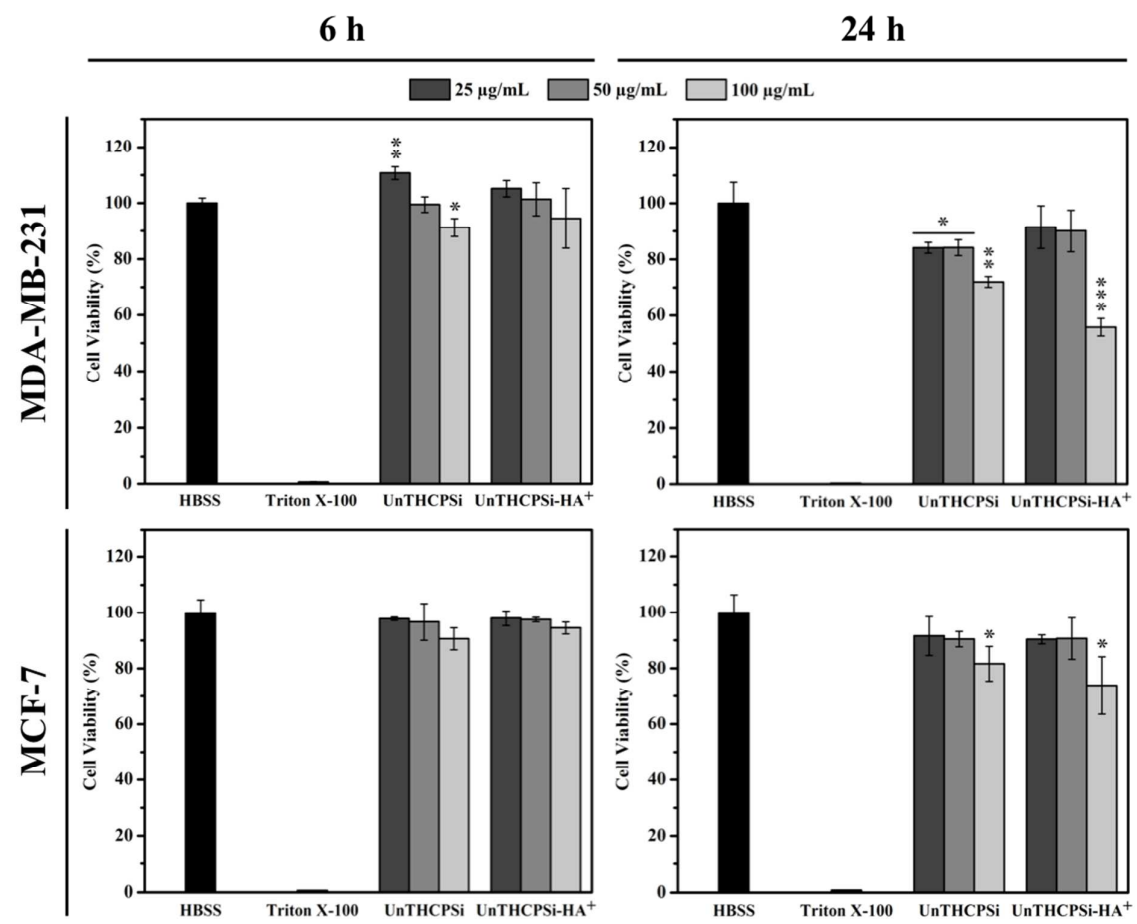 6 h
24 h
25 µg/mL 50 µg/mL 100 µg/mL
MDA-MB-231
Cell Viability (%)
120
100
80
60
40
20
0
**
*
HBSS Triton X-100 UnTHCPSi UnTHCPSi-HA+
Cell Viability (%)
120
100
80
60
40
20
0
*
**
***
HBSS Triton X-100 UnTHCPSi UnTHCPSi-HA+
MCF-7
Cell Viability (%)
120
100
80
60
40
20
0
HBSS Triton X-100 UnTHCPSi UnTHCPSi-HA+
Cell Viability (%)
120
100
80
60
40
20
0
*
*
HBSS Triton X-100 UnTHCPSi UnTHCPSi-HA+